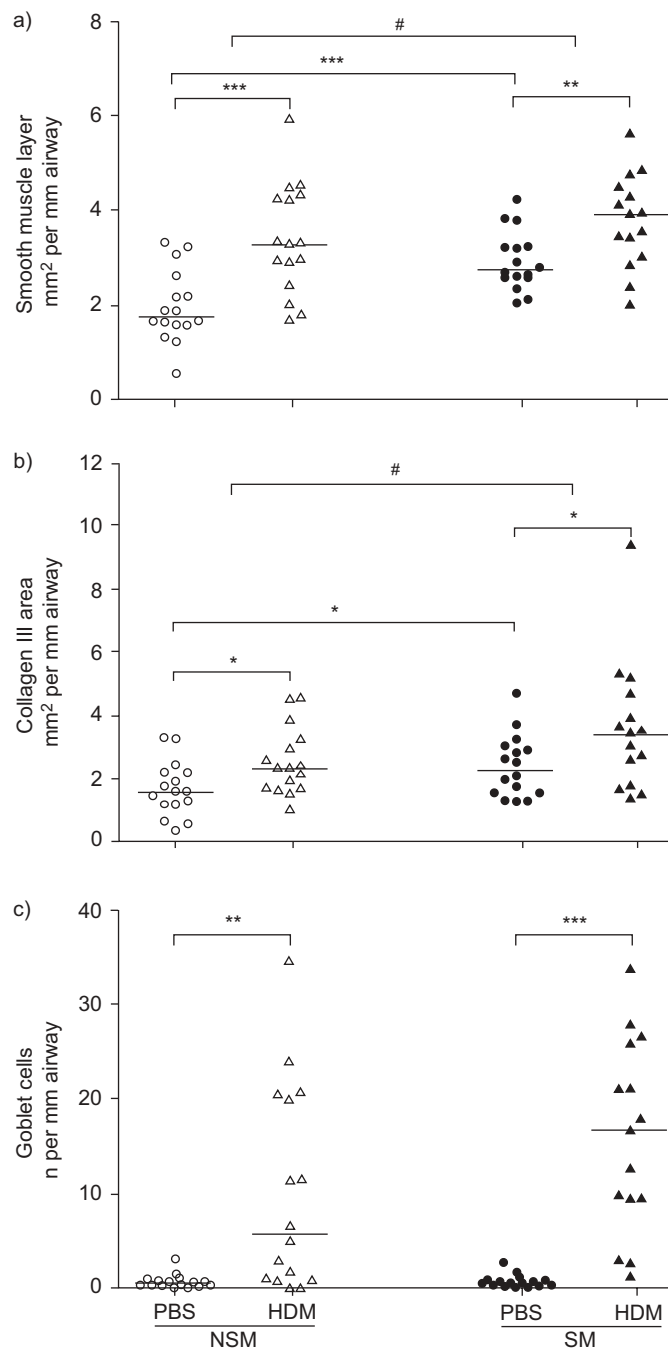 a)
Smooth muscle layer
mm² per mm airway
8
6
4
2
0
#
***
***
**
b)
Collagen III area
mm² per mm airway
12
10
8
6
4
2
0
#
*
*
*
c)
Goblet cells
n per mm airway
40
30
20
10
0
**
***
PBS HDM PBS HDM
NSM SM